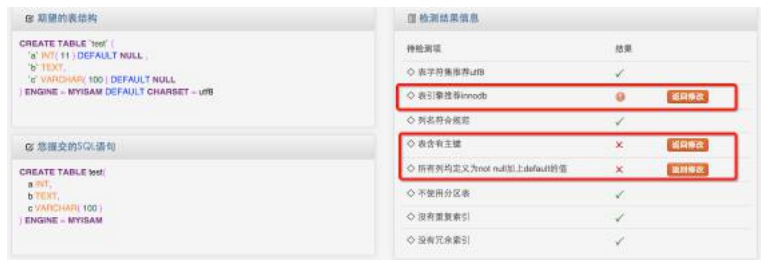 期望的表结构
CREATE TABLE `test` (
`a` INT( 11 ) DEFAULT NULL ,
`b` TEXT,
`c` VARCHAR( 100 ) DEFAULT NULL
) ENGINE = MYISAM DEFAULT CHARSET = utf8
您提交的SQL语句
CREATE TABLE test(
a INT,
b TEXT,
c VARCHAR( 100 )
) ENGINE = MYISAM
检测结果信息
待检测项 结果
表字符集推荐utf8
表引擎推荐innodb 返回修改
列名符合规范
表含有主键 返回修改
所有列均定义为not null加上default的值 返回修改
不使用分区表
没有重复索引
没有冗余索引